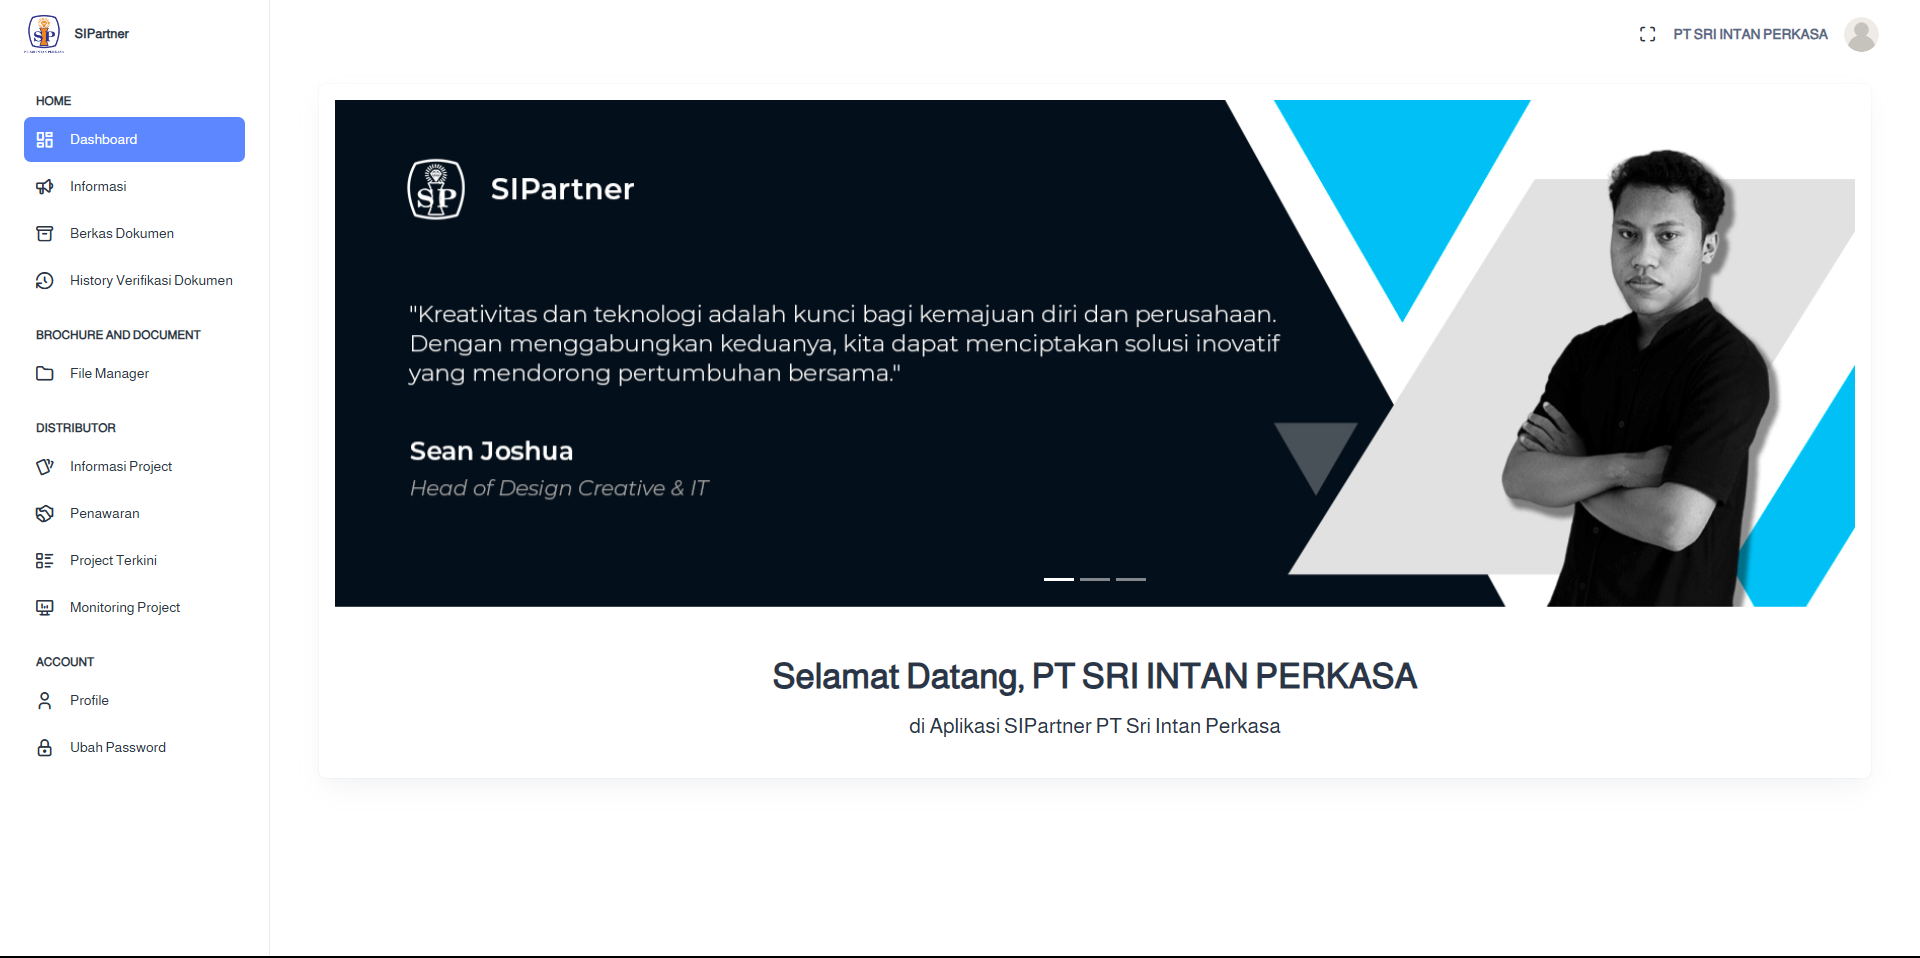 SP
SIPartner
HOME
Dashboard
Informasi
Berkas Dokumen
History Verifikasi Dokumen
BROCHURE AND DOCUMENT
File Manager
DISTRIBUTOR
Informasi Project
Penawaran
Project Terkini
Monitoring Project
ACCOUNT
Profile
Ubah Password
PT SRI INTAN PERKASA
SP
SIPartner
"Kreativitas dan teknologi adalah kunci bagi kemajuan diri dan perusahaan.
Dengan menggabungkan keduanya, kita dapat menciptakan solusi inovatif
yang mendorong pertumbuhan bersama."
Sean Joshua
Head of Design Creative & IT
Selamat Datang, PT SRI INTAN PERKASA
di Aplikasi SIPartner PT Sri Intan Perkasa